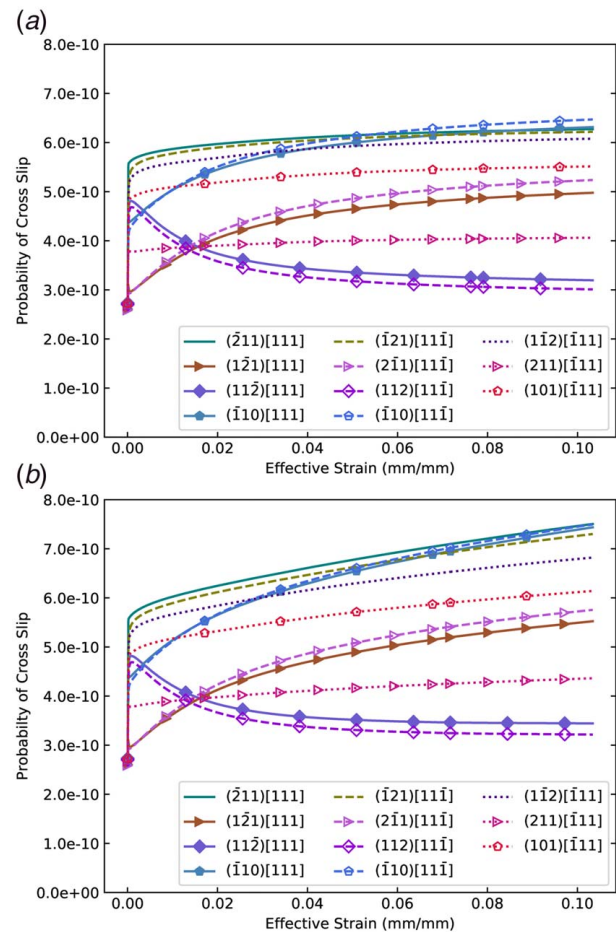 (a)
8.0e-10
7.0e-10
6.0e-10
5.0e-10
4.0e-10
3.0e-10
2.0e-10
1.0e-10
0.0e+00
Probabilty of Cross Slip
(2̄11)[111] (1̄21)[111̄] (11̄2)[1̄11]
(12̄1)[111] (21̄1)[111̄] (211)[1̄11]
(112̄)[111] (112)[111̄] (101)[1̄11]
(1̄10)[111] (1̄10)[111̄]
0.00 0.02 0.04 0.06 0.08 0.10
Effective Strain (mm/mm)
(b)
8.0e-10
7.0e-10
6.0e-10
5.0e-10
4.0e-10
3.0e-10
2.0e-10
1.0e-10
0.0e+00
Probabilty of Cross Slip
(2̄11)[111] (1̄21)[111̄] (11̄2)[1̄11]
(12̄1)[111] (21̄1)[111̄] (211)[1̄11]
(112̄)[111] (112)[111̄] (101)[1̄11]
(1̄10)[111] (1̄10)[111̄]
0.00 0.02 0.04 0.06 0.08 0.10
Effective Strain (mm/mm)